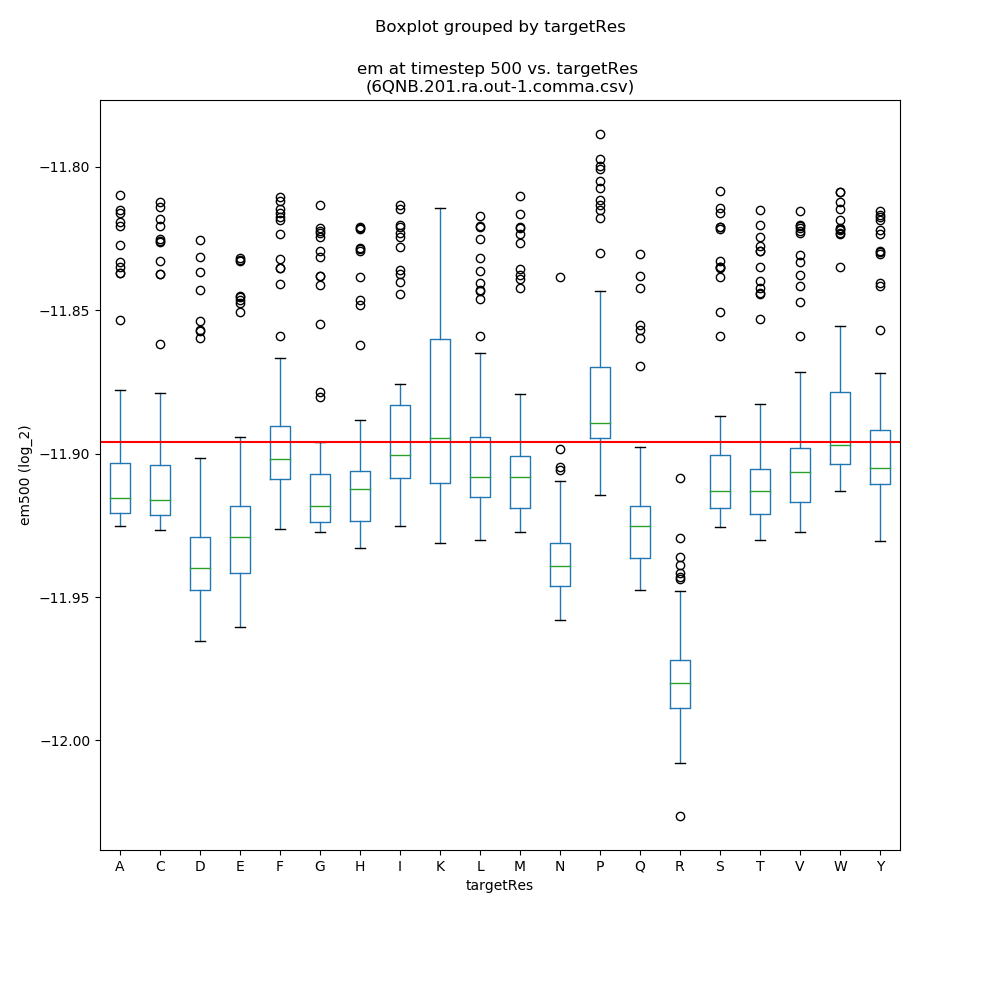 Boxplot grouped by targetRes
em at timestep 500 vs. targetRes
(6QNB.201.ra.out-1.comma.csv)
−11.80
−11.85
−11.90
−11.95
−12.00
em500 (log_2)
A C D E F G H I K L M N P Q R S T V W Y
targetRes